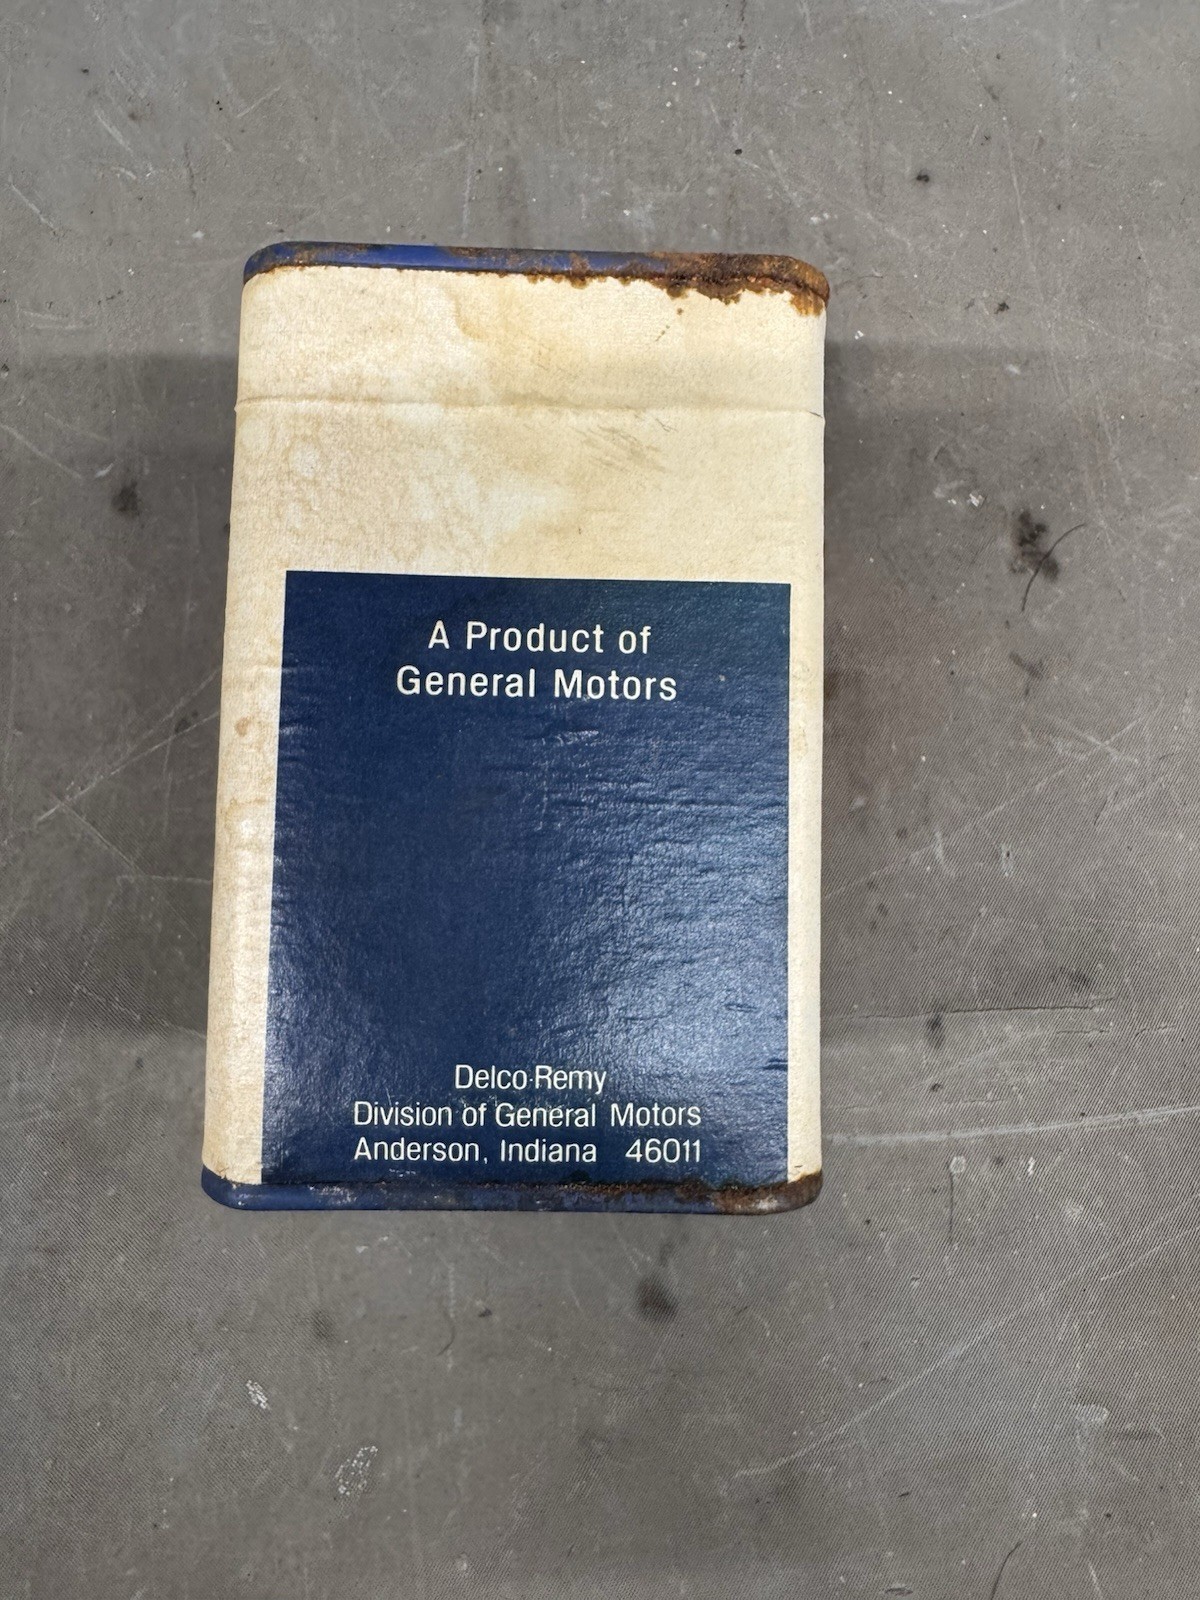 A Product of
General Motors
Delco-Remy
Division of General Motors
Anderson, Indiana 46011